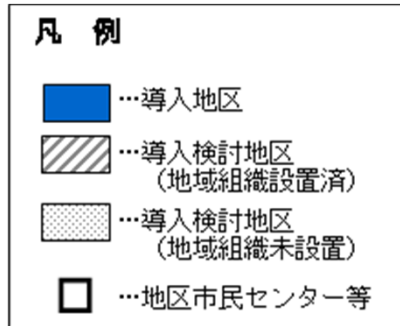 凡 例
…導入地区
…導入検討地区
(地域組織設置済)
…導入検討地区
(地域組織未設置)
…地区市民センター等